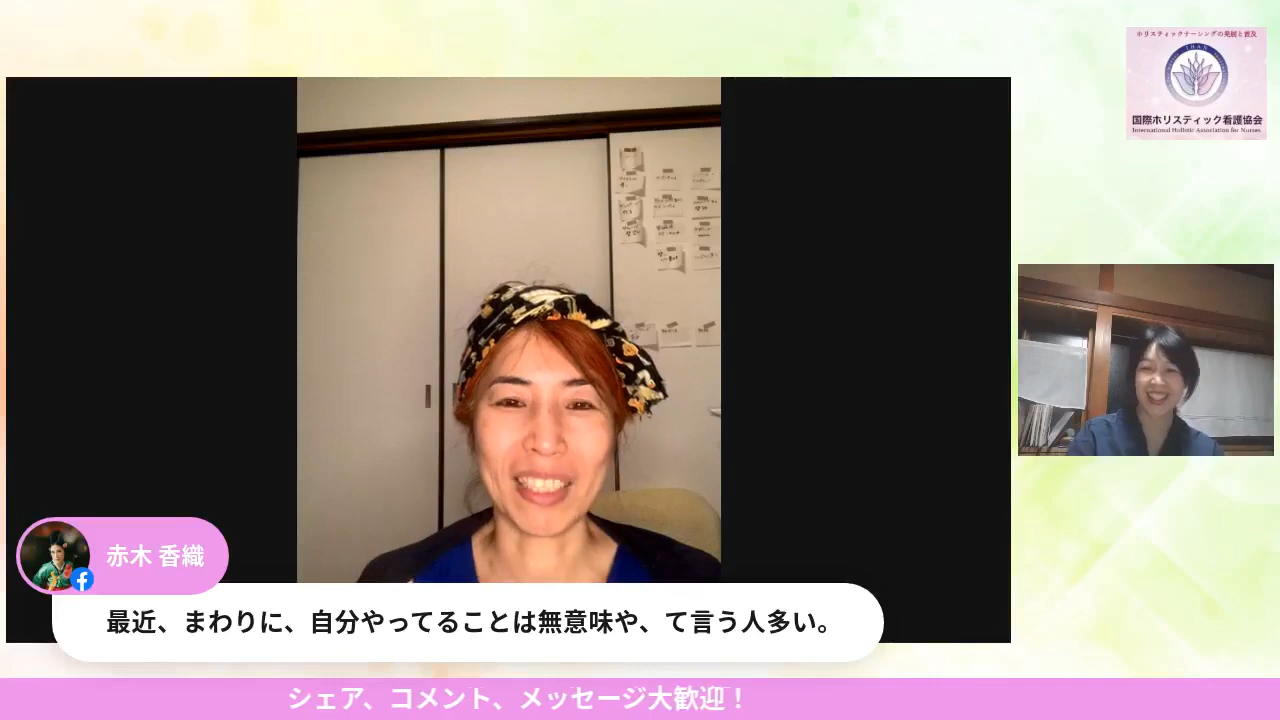 ホリスティックナーシングの発展と普及
IHAN
国際ホリスティック看護協会
International Holistic Association for Nurses
赤木 香織
最近、まわりに、自分やってることは無意味や、て言う人多い。
シェア、コメント、メッセージ大歓迎！